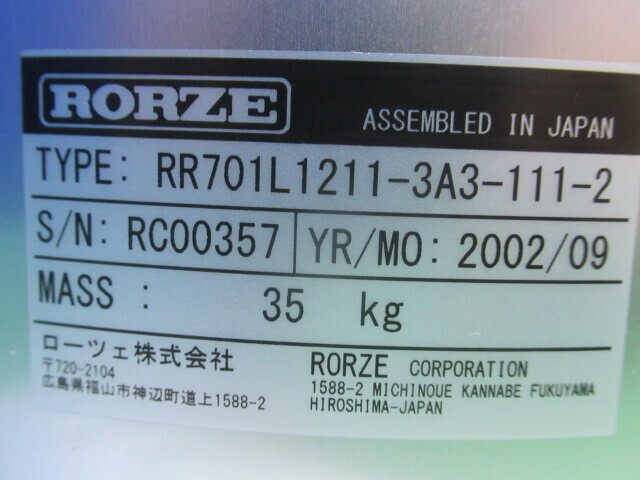 RORZE
ASSEMBLED IN JAPAN
TYPE: RR701L1211-3A3-111-2
S/N: RC00357 YR/MO: 2002/09
MASS : 35 kg
ローツェ株式会社
〒720-2104
広島県福山市神辺町道上1588-2
RORZE CORPORATION
1588-2 MICHINOUE KANNABE FUKUYAMA
HIROSHIMA-JAPAN